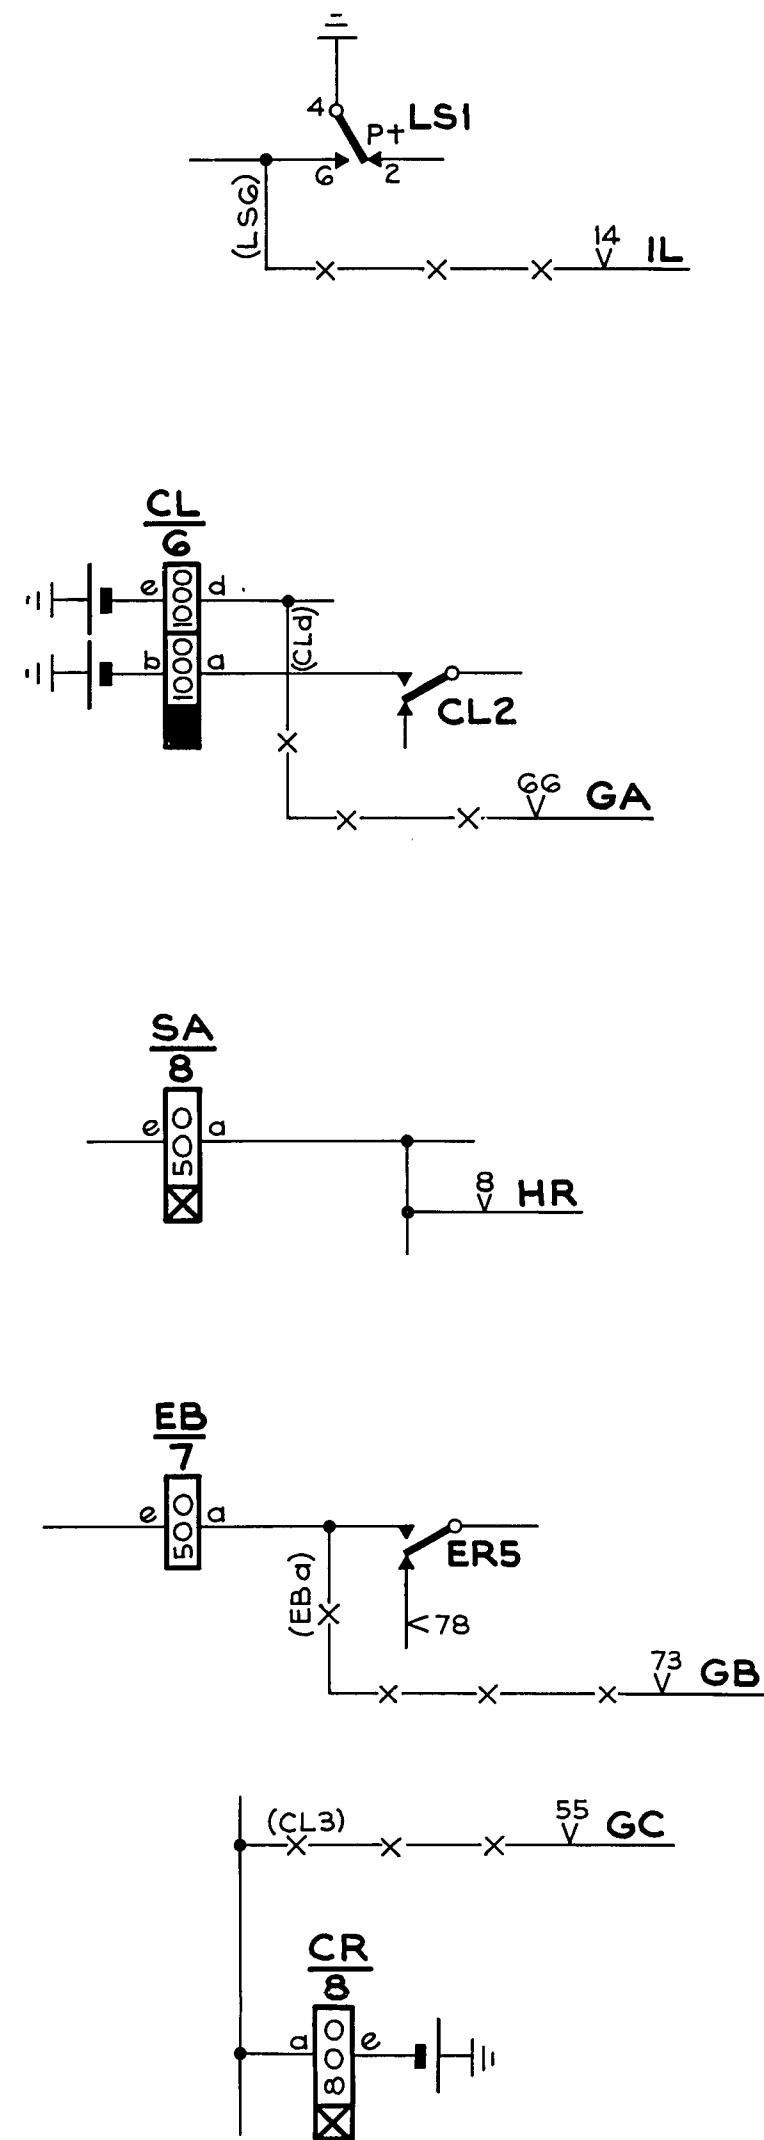 4 P+ LS1
6 2
(LS6)
14 IL
CL
6
e 1000 d
(CLd)
b 1000 a
CL2
66 GA
SA
8
e 500 a
8 HR
EB
7
e 500 a
ER5
(EBa)
78
73 GB
(CL3) 55 GC
CR
8
a 800 e